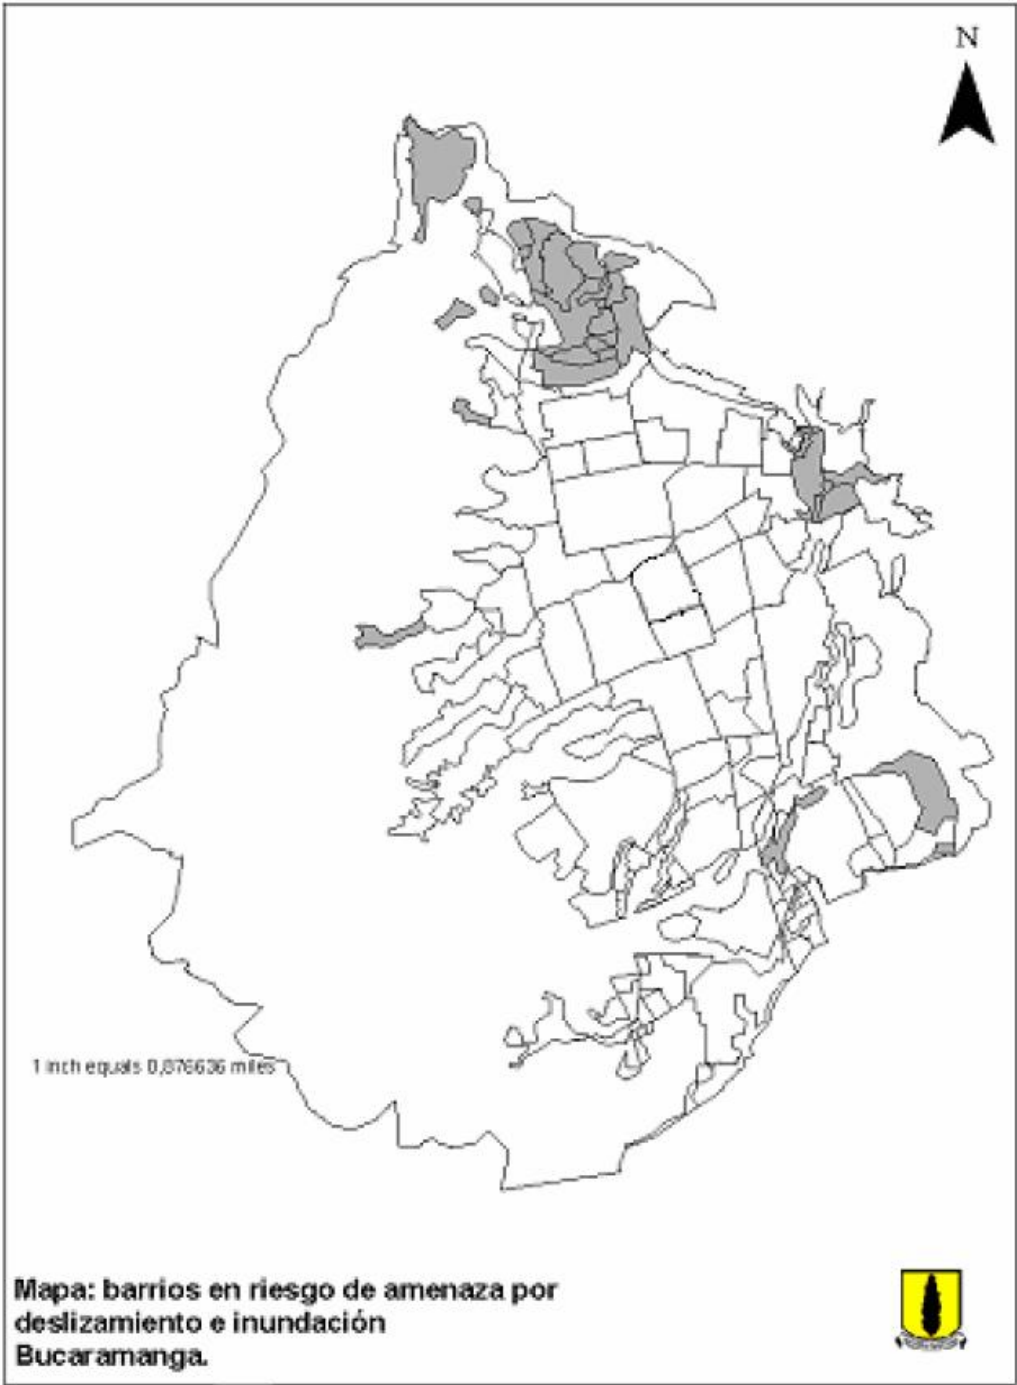 N
1 inch equals 0,876636 miles
Mapa: barrios en riesgo de amenaza por
deslizamiento e inundación
Bucaramanga.